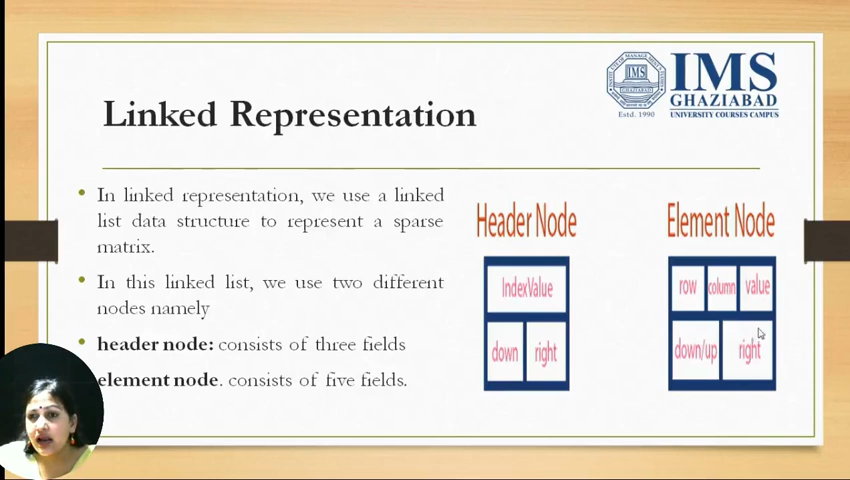 IMS
GHAZIABAD
Estd. 1990
UNIVERSITY COURSES CAMPUS
Linked Representation
In linked representation, we use a linked
list data structure to represent a sparse
matrix.
In this linked list, we use two different
nodes namely
header node: consists of three fields
element node. consists of five fields.
Header Node
IndexValue
down right
Element Node
row column value
down/up right